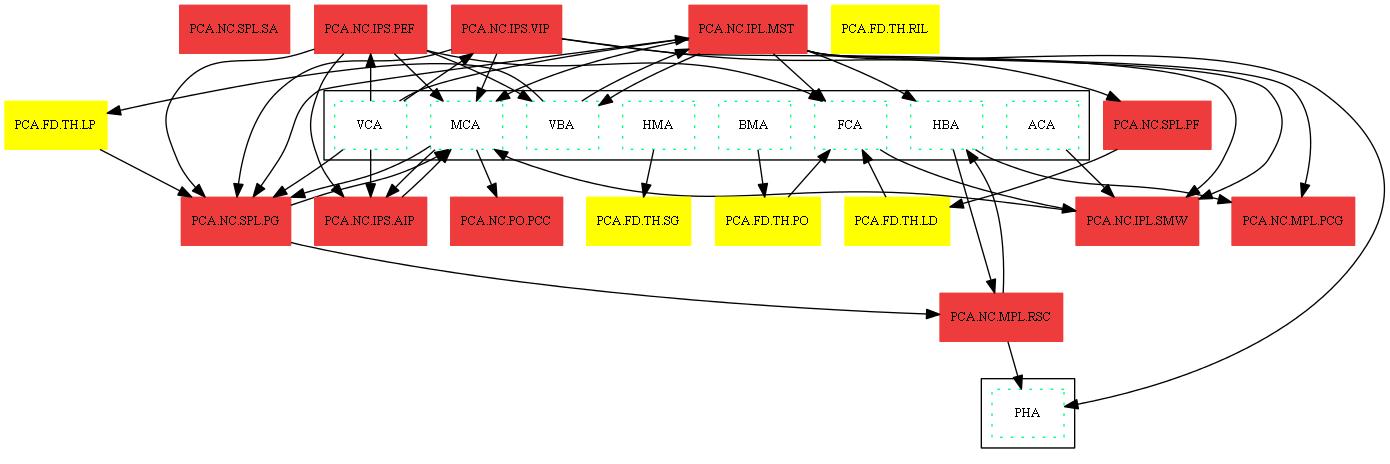 PCA.NC.SPL.SA
PCA.NC.IPS.PEF
PCA.NC.IPS.VIP
PCA.NC.IPL.MST
PCA.FD.TH.RIL
PCA.FD.TH.LP
VCA
MCA
VBA
HMA
BMA
FCA
HBA
ACA
PCA.NC.SPL.PF
PCA.NC.SPL.PG
PCA.NC.IPS.AIP
PCA.NC.PO.PCC
PCA.FD.TH.SG
PCA.FD.TH.PO
PCA.FD.TH.LD
PCA.NC.IPL.SMW
PCA.NC.MPL.PCG
PCA.NC.MPL.RSC
PHA